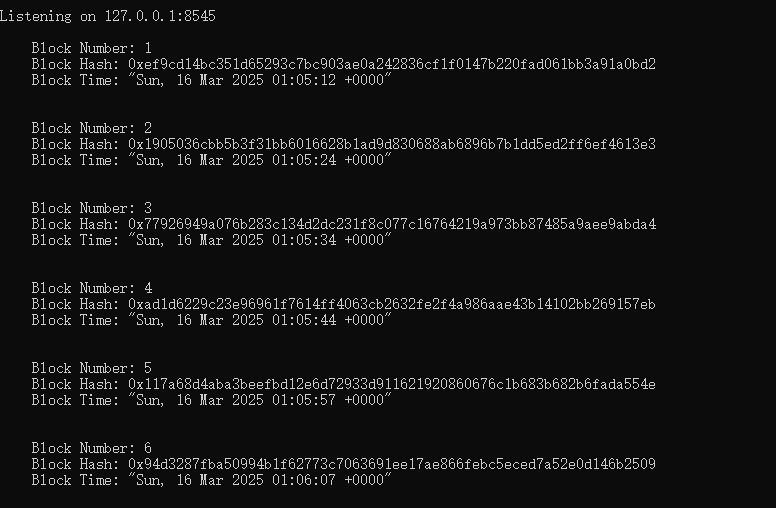 Listening on 127.0.0.1:8545
Block Number: 1
Block Hash: 0xef9cd14bc351d65293c7bc903ae0a242836cf1f0147b220fad061bb3a91a0bd2
Block Time: "Sun, 16 Mar 2025 01:05:12 +0000"
Block Number: 2
Block Hash: 0x1905036cbb5b3f31bb6016628b1ad9d830688ab6896b7b1dd5ed2ff6ef4613e3
Block Time: "Sun, 16 Mar 2025 01:05:24 +0000"
Block Number: 3
Block Hash: 0x77926949a076b283c134d2dc231f8c077c16764219a973bb87485a9aee9abda4
Block Time: "Sun, 16 Mar 2025 01:05:34 +0000"
Block Number: 4
Block Hash: 0xad1d6229c23e96961f7614ff4063cb2632fe2f4a986aae43b14102bb269157eb
Block Time: "Sun, 16 Mar 2025 01:05:44 +0000"
Block Number: 5
Block Hash: 0x117a68d4aba3beefbd12e6d72933d911621920860676c1b683b682b6fada554e
Block Time: "Sun, 16 Mar 2025 01:05:57 +0000"
Block Number: 6
Block Hash: 0x94d3287fba50994b1f62773c7063691ee17ae866febc5eced7a52e0d146b2509
Block Time: "Sun, 16 Mar 2025 01:06:07 +0000"